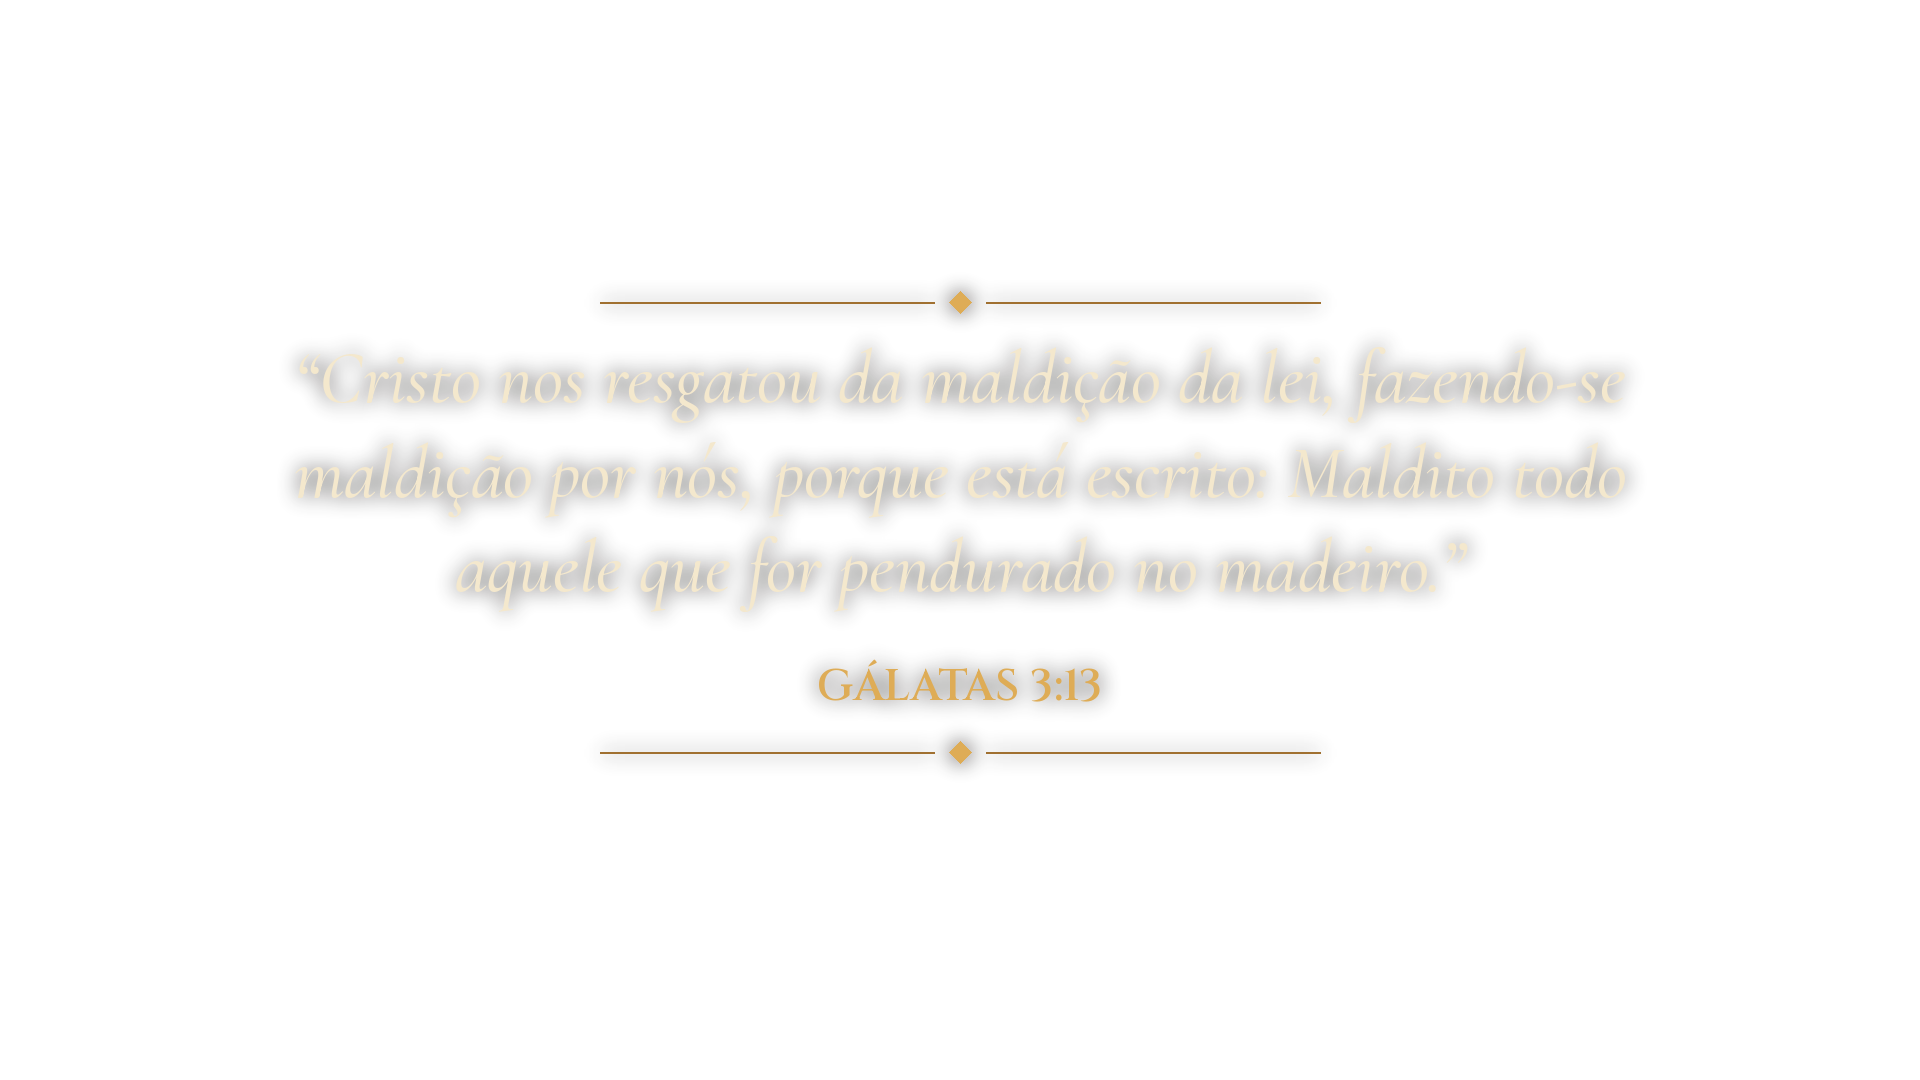 “Cristo nos resgatou da maldição da lei, fazendo-se
maldição por nós, porque está escrito: Maldito todo
aquele que for pendurado no madeiro.”
GÁLATAS 3:13